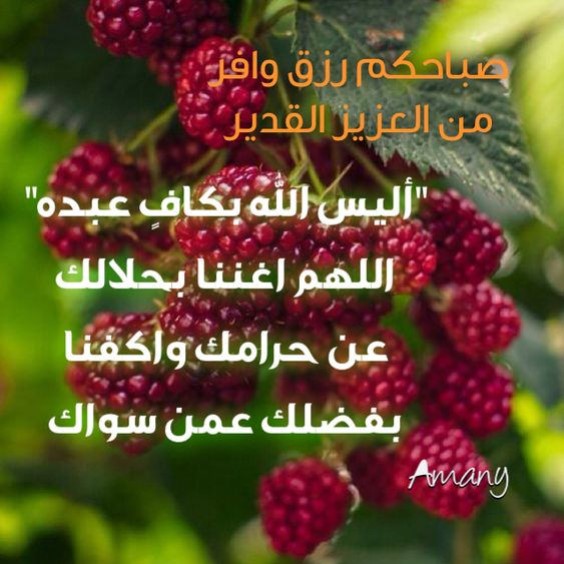 صباحكم رزق وافر
من العزيز القدير
"أليس الله بكافٍ عبده"
اللهم اغننا بحلالك
عن حرامك واكفنا
بفضلك عمن سواك
Amany